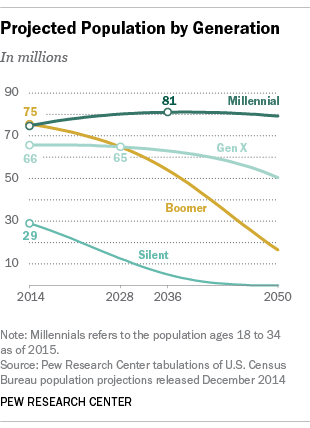 Projected Population by Generation
In millions
90
81
Millennial
75
70
Gen X
66
65
50
Boomer
30
29
Silent
10
2014
2028
2036
2050
Note: Millennials refers to the population ages 18 to 34
as of 2015.
Source: Pew Research Center tabulations of U.S. Census
Bureau population projections released December 2014
PEW RESEARCH CENTER